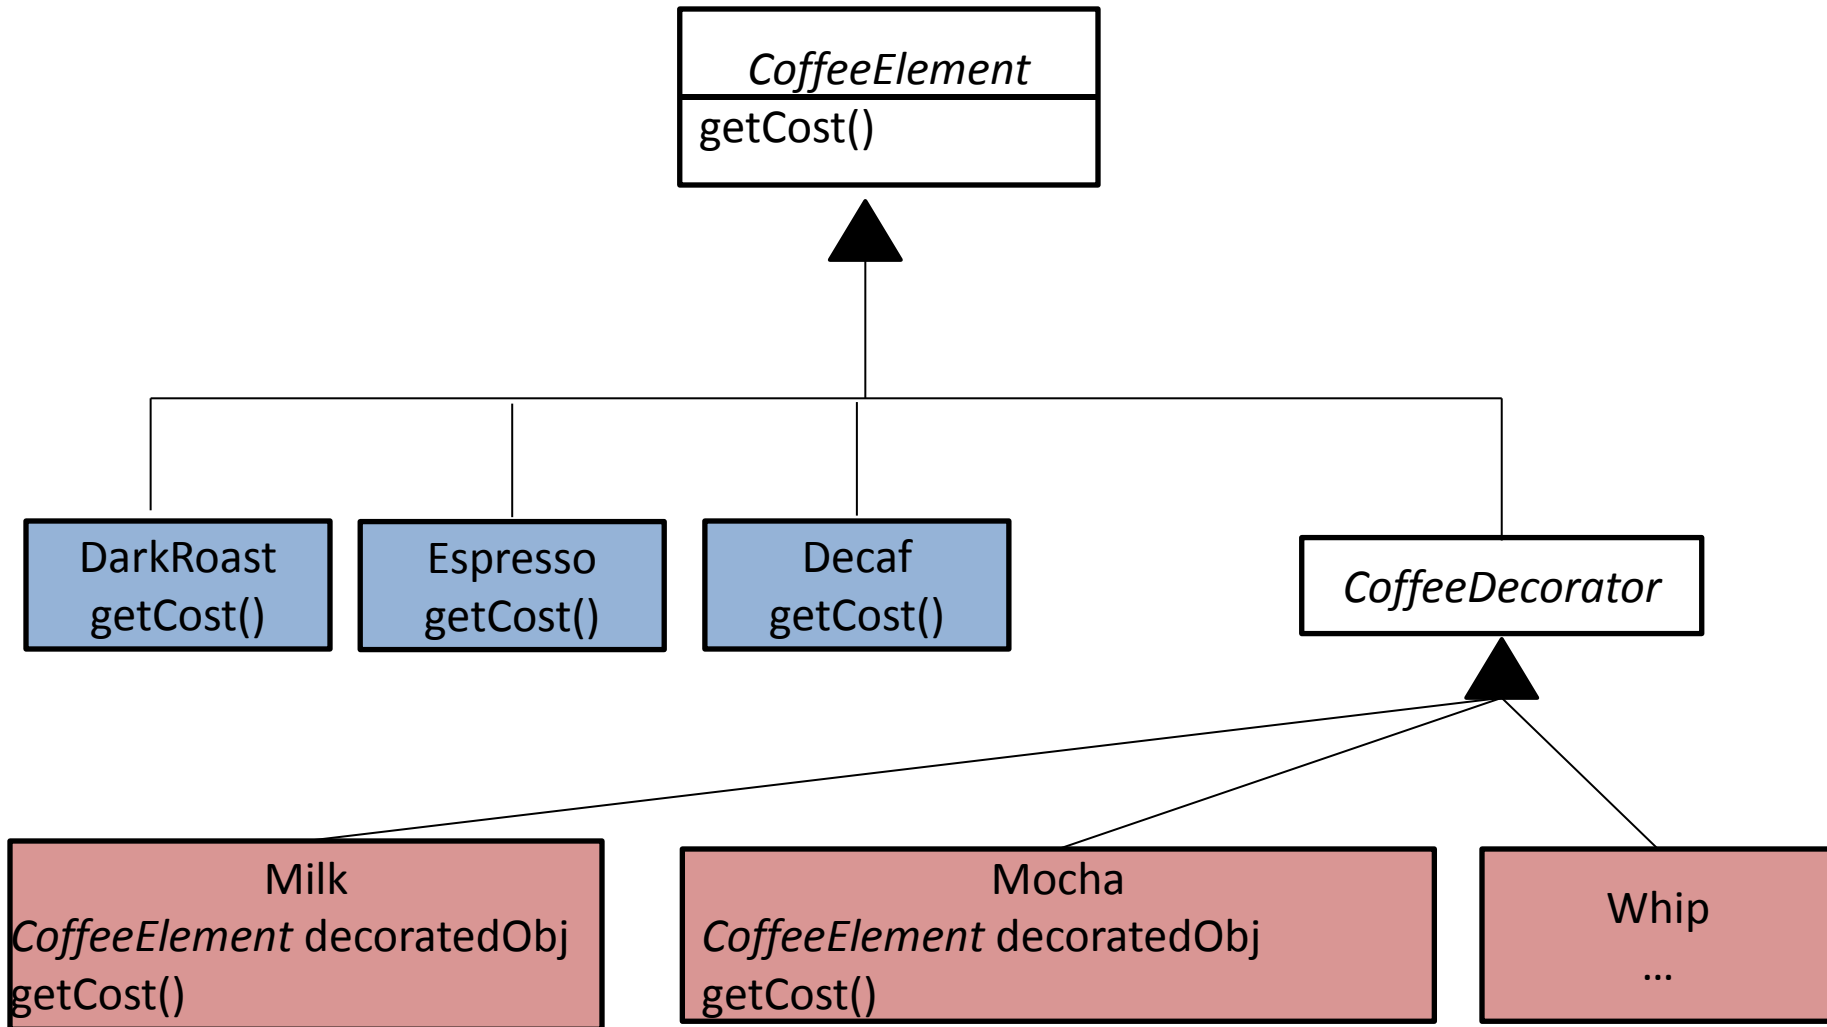 CoffeeElement
getCost()
DarkRoast
getCost()
Espresso
getCost()
Decaf
getCost()
CoffeeDecorator
Milk
CoffeeElement decoratedObj
getCost()
Mocha
CoffeeElement decoratedObj
getCost()
Whip
...